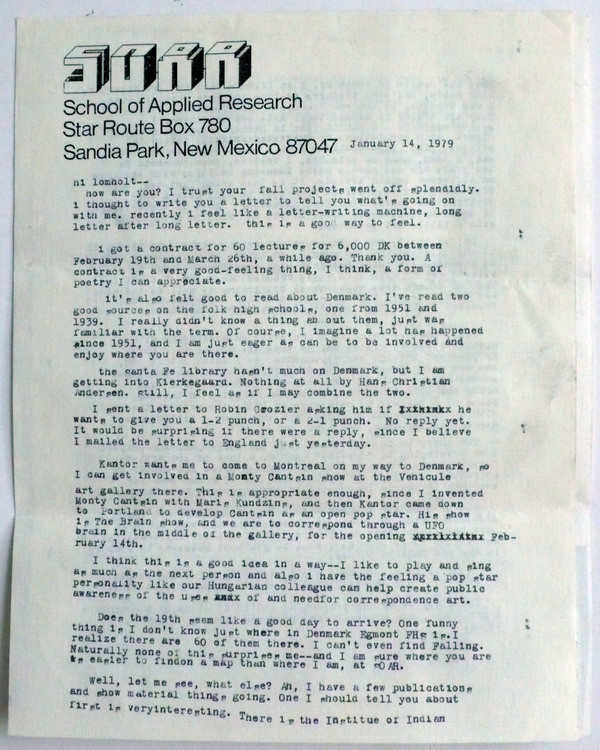 SOAR
School of Applied Research
Star Route Box 780
Sandia Park, New Mexico 87047 January 14, 1979
hi lomholt--
how are you? I trust your fall projects went off splendidly.
i thought to write you a letter to tell you what's going on
with me. recently i feel like a letter-writing machine, long
letter after long letter. this is a good way to feel.
i got a contract for 60 lectures for 6,000 DK between
February 19th and March 26th, a while ago. Thank you. A
contract is a very good-feeling thing, I think, a form of
poetry I can appreciate.
it's also felt good to read about Denmark. I've read two
good sources on the folk high schools, one from 1951 and
1939. I really didn't know a thing ab out them, just was
familiar with the term. Of course, I imagine a lot has happened
since 1951, and I am just eager as can be to be involved and
enjoy where you are there.
the santa Fe library hasn't much on Denmark, but I am
getting into Kierkegaard. Nothing at all by Hans Christian
Andersen. still, I feel as if I may combine the two.
I sent a letter to Robin Crozier asking him if he
wants to give you a 1-2 punch, or a 2-1 punch. No reply yet.
It would be surprising if there were a reply, since I believe
I mailed the letter to England just yesterday.
Kantor wants me to come to Montreal on my way to Denmark, so
I can get involved in a Monty Cantsin show at the Vehicule
art gallery there. This is appropriate enough, since I invented
Monty Cantsin with Maris Kundzins, and then Kantor came down
to Portland to develop Cantsin as an open pop star. His show
is The Brain show, and we are to correspond through a UFO
brain in the middle of the gallery, for the opening Feb-
ruary 14th.
I think this is a good idea in a way--I like to play and sing
as much as the next person and also i have the feeling a pop star
personality like our Hungarian colleague can help create public
awareness of the uses of and needfor correspondence art.
Does the 19th seem like a good day to arrive? One funny
thing is I don't know just where in Denmark Egmont FHs is.I
realize there are 60 of them there. I can't even find Falling.
Naturally none of this surprises me--and I am sure where you are
is easier to findon a map than where I am, at SOAR.
Well, let me see, what else? Ah, I have a few publications
and show material things going. One I should tell you about
first is veryinteresting. There is the Institue of Indian